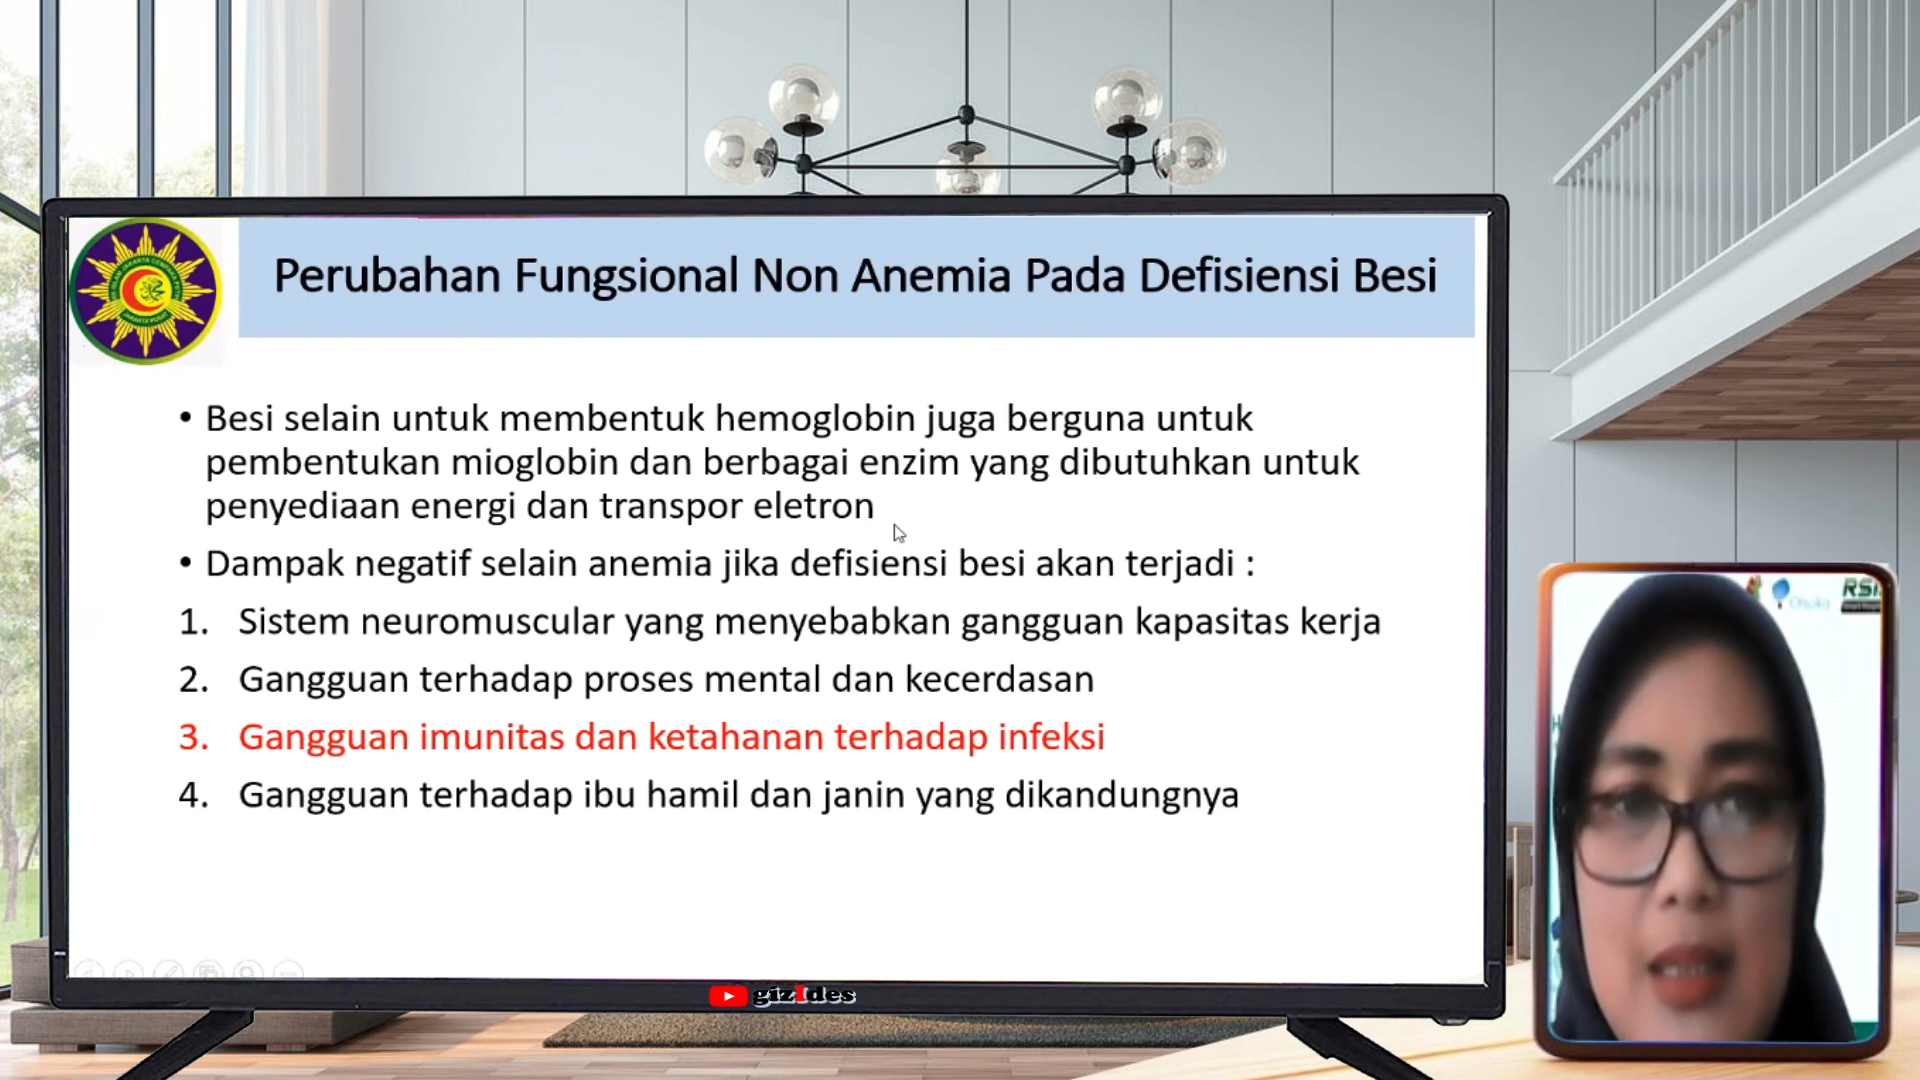 Perubahan Fungsional Non Anemia Pada Defisiensi Besi
• Besi selain untuk membentuk hemoglobin juga berguna untuk
pembentukan mioglobin dan berbagai enzim yang dibutuhkan untuk
penyediaan energi dan transpor eletron
• Dampak negatif selain anemia jika defisiensi besi akan terjadi :
1. Sistem neuromuscular yang menyebabkan gangguan kapasitas kerja
2. Gangguan terhadap proses mental dan kecerdasan
3. Gangguan imunitas dan ketahanan terhadap infeksi
4. Gangguan terhadap ibu hamil dan janin yang dikandungnya
Otsuka
gizIdes